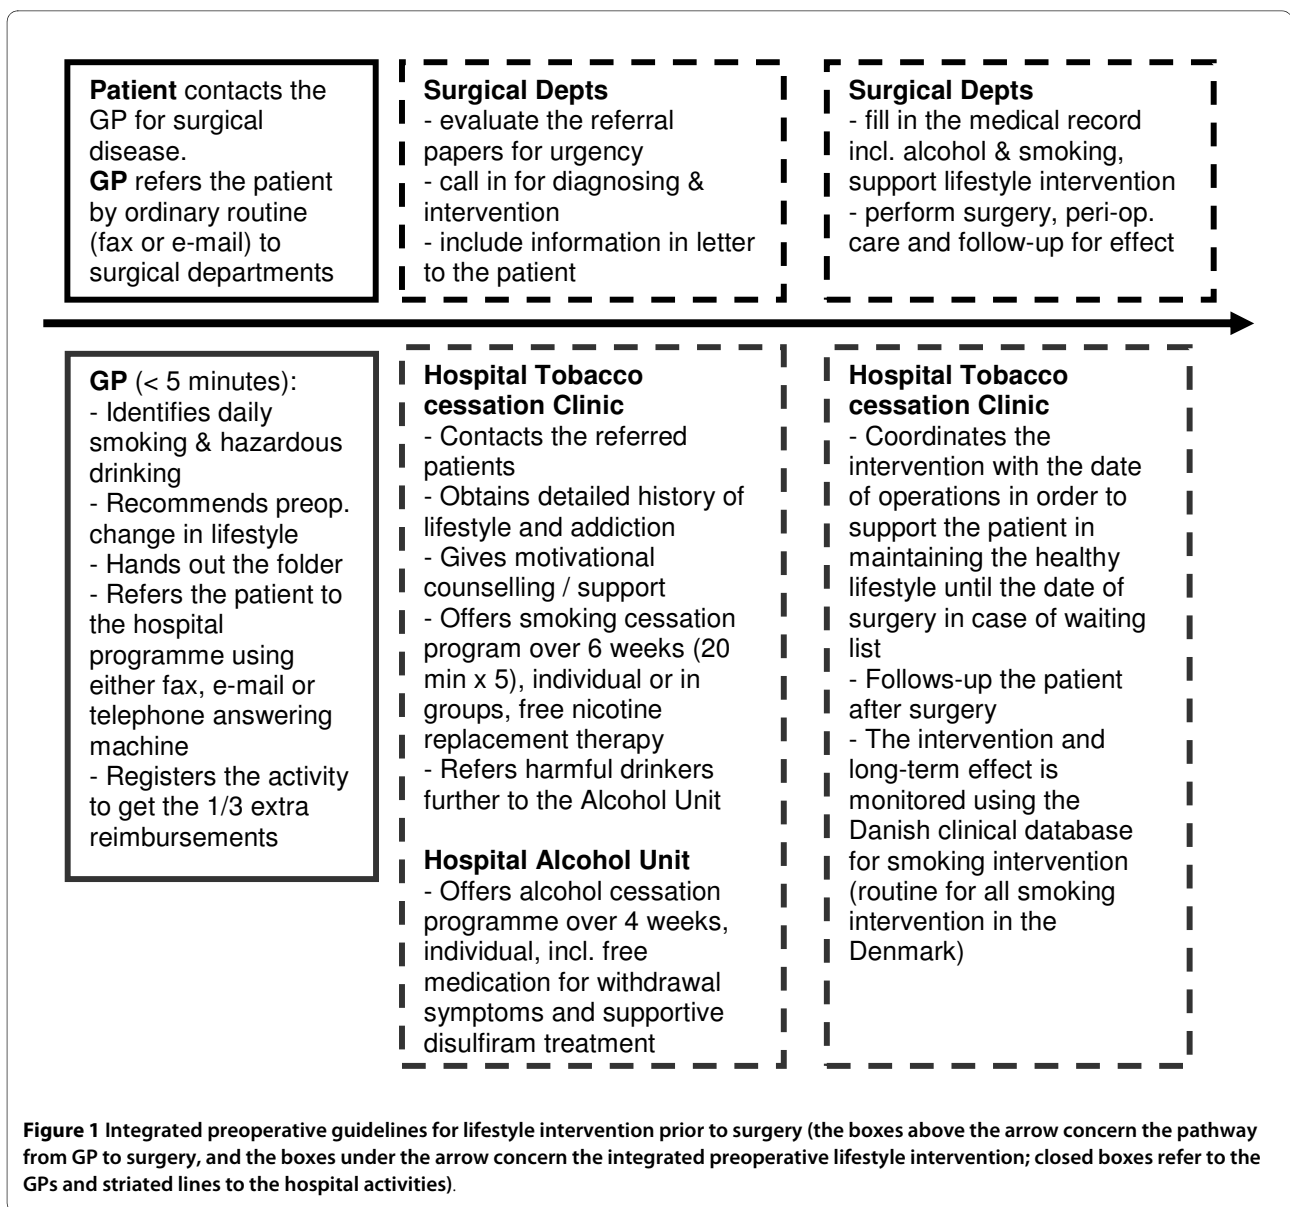 Patient contacts the
GP for surgical
disease.
GP refers the patient
by ordinary routine
(fax or e-mail) to
surgical departments
Surgical Depts
- evaluate the referral
papers for urgency
- call in for diagnosing &
intervention
- include information in letter
to the patient
Surgical Depts
- fill in the medical record
incl. alcohol & smoking,
support lifestyle intervention
- perform surgery, peri-op.
care and follow-up for effect
GP (< 5 minutes):
- Identifies daily
smoking & hazardous
drinking
- Recommends preop.
change in lifestyle
- Hands out the folder
- Refers the patient to
the hospital
programme using
either fax, e-mail or
telephone answering
machine
- Registers the activity
to get the 1/3 extra
reimbursements
Hospital Tobacco
cessation Clinic
- Contacts the referred
patients
- Obtains detailed history of
lifestyle and addiction
- Gives motivational
counselling / support
- Offers smoking cessation
program over 6 weeks (20
min x 5), individual or in
groups, free nicotine
replacement therapy
- Refers harmful drinkers
further to the Alcohol Unit
Hospital Alcohol Unit
- Offers alcohol cessation
programme over 4 weeks,
individual, incl. free
medication for withdrawal
symptoms and supportive
disulfiram treatment
Hospital Tobacco
cessation Clinic
- Coordinates the
intervention with the date
of operations in order to
support the patient in
maintaining the healthy
lifestyle until the date of
surgery in case of waiting
list
- Follows-up the patient
after surgery
- The intervention and
long-term effect is
monitored using the
Danish clinical database
for smoking intervention
(routine for all smoking
intervention in the
Denmark)
Figure 1 Integrated preoperative guidelines for lifestyle intervention prior to surgery (the boxes above the arrow concern the pathway
from GP to surgery, and the boxes under the arrow concern the integrated preoperative lifestyle intervention; closed boxes refer to the
GPs and striated lines to the hospital activities).